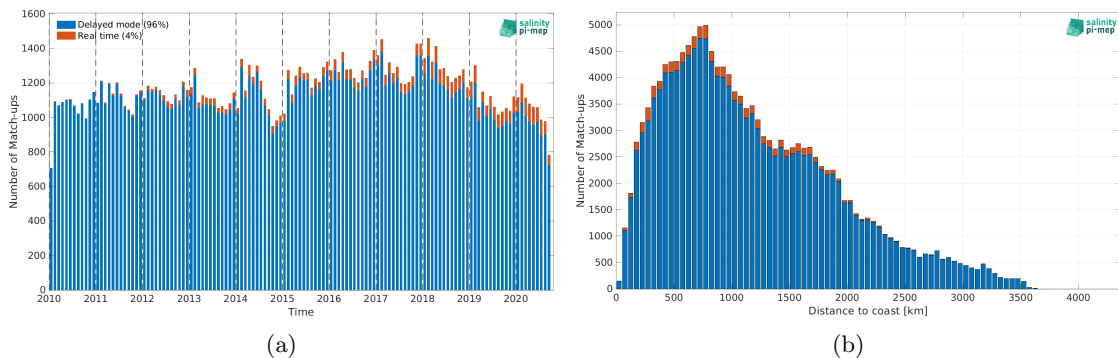 1600
1400
1200
1000
800
600
400
200
0
Number of Match-ups
Delayed mode (96%)
Real time (4%)
salinity
pi-mep
2010 2011 2012 2013 2014 2015 2016 2017 2018 2019 2020
Time
(a)
5000
4500
4000
3500
3000
2500
2000
1500
1000
500
0
Number of Match-ups
salinity
pi-mep
0 500 1000 1500 2000 2500 3000 3500 4000
Distance to coast [km]
(b)